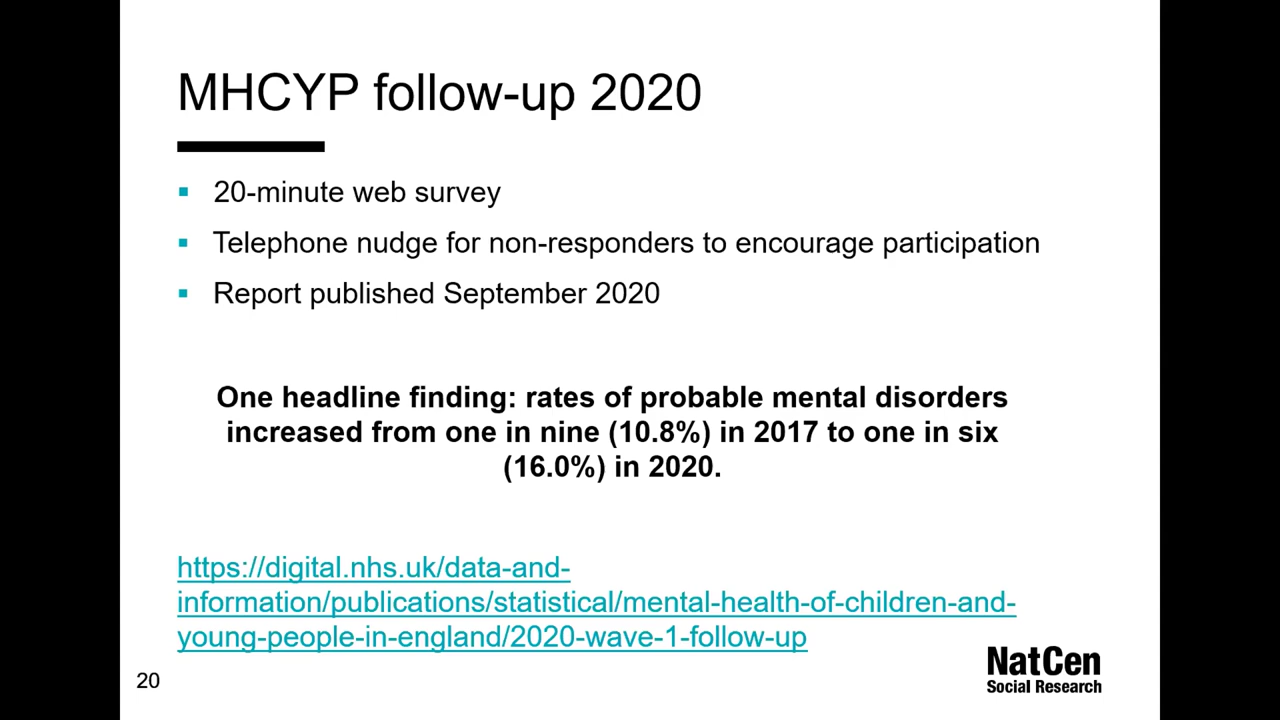 MHCYP follow-up 2020
▪ 20-minute web survey
▪ Telephone nudge for non-responders to encourage participation
▪ Report published September 2020
One headline finding: rates of probable mental disorders
increased from one in nine (10.8%) in 2017 to one in six
(16.0%) in 2020.
https://digital.nhs.uk/data-and-
information/publications/statistical/mental-health-of-children-and-
young-people-in-england/2020-wave-1-follow-up
NatCen
Social Research
20